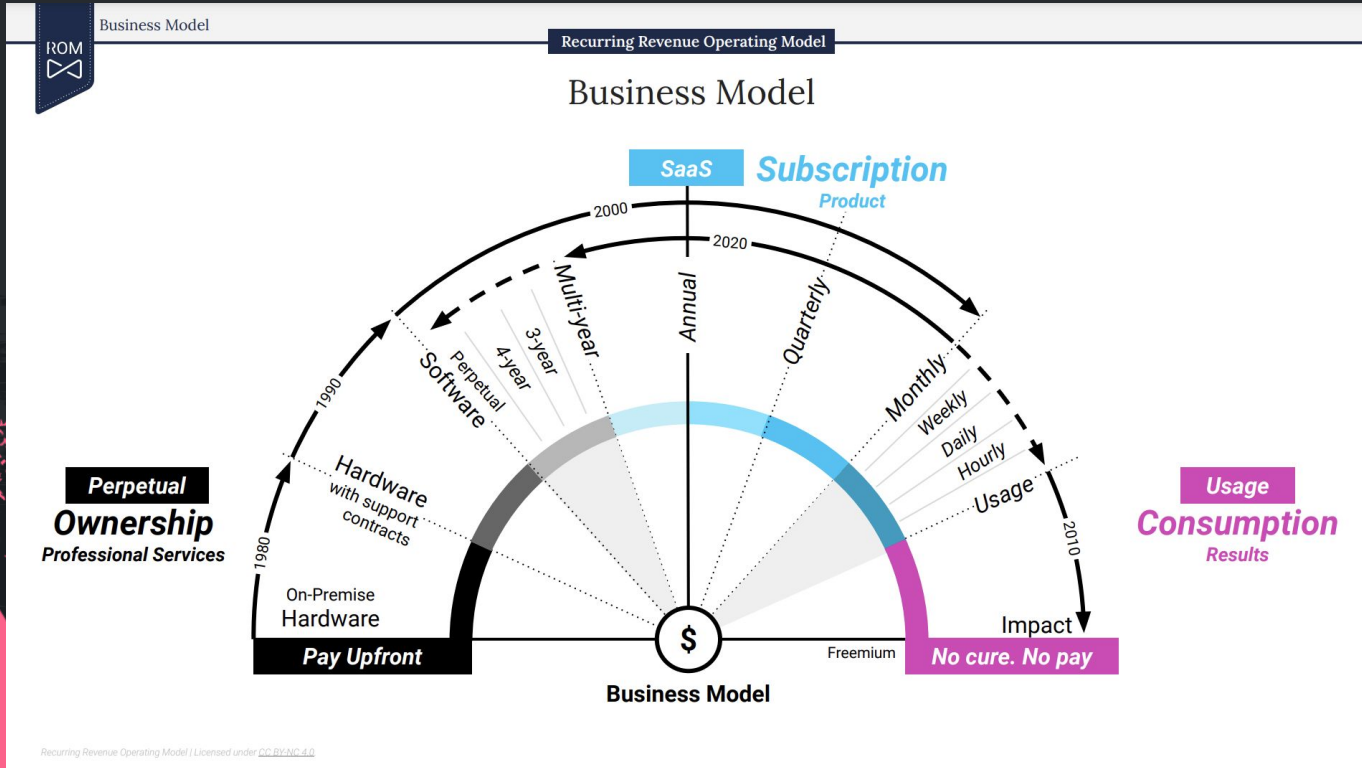 Business Model
ROM
Recurring Revenue Operating Model
Business Model
SaaS
Subscription
Product
2000
2020
1990
1980
2010
Hardware
with support
contracts
Software
Perpetual
4-year
3-year
Multi-year
Annual
Quarterly
Monthly
Weekly
Daily
Hourly
Usage
Perpetual
Ownership
Professional Services
Usage
Consumption
Results
On-Premise
Hardware
Pay Upfront
$
Business Model
Freemium
Impact
No cure. No pay
Recurring Revenue Operating Model | Licensed under CC BY-NC 4.0